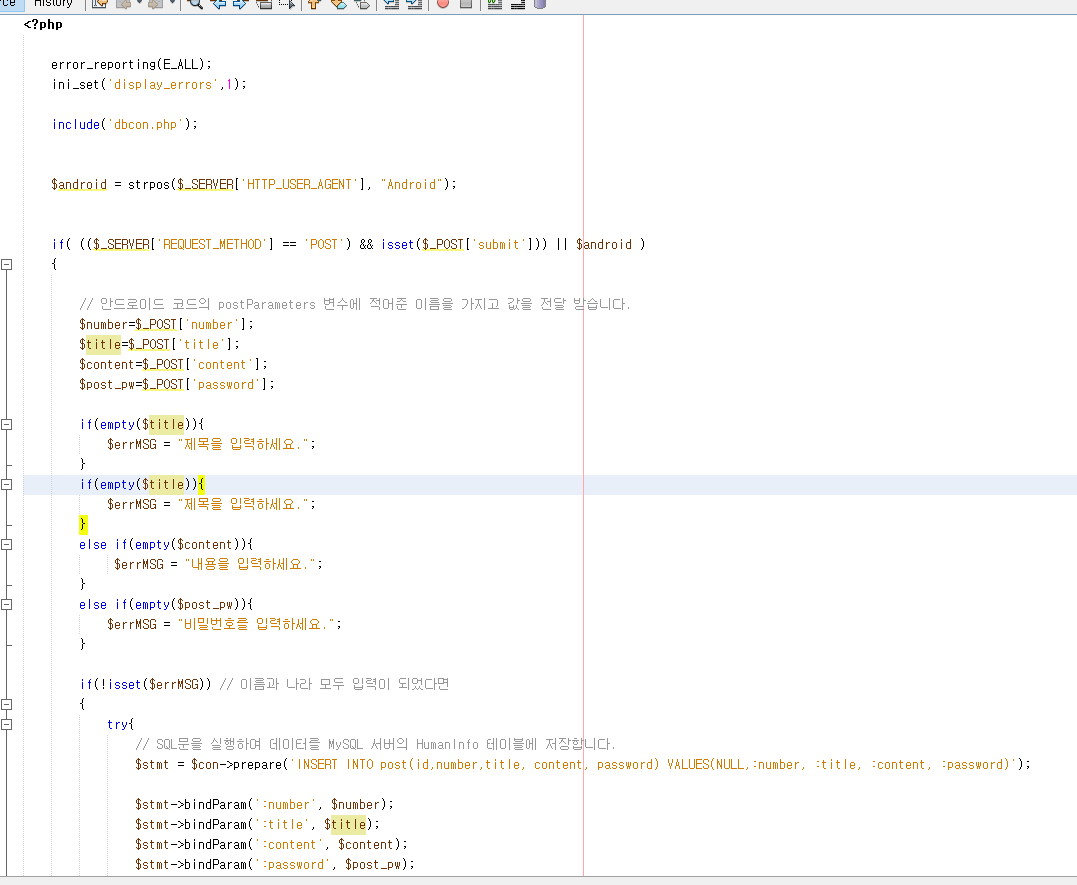 History
<?php
error_reporting(E_ALL);
ini_set('display_errors',1);
include('dbcon.php');
$android = strpos($_SERVER['HTTP_USER_AGENT'], "Android");
if( (($_SERVER['REQUEST_METHOD'] == 'POST') && isset($_POST['submit'])) || $android )
{
// 안드로이드 코드의 postParameters 변수에 적어준 이름을 가지고 값을 전달 받습니다.
$number=$_POST['number'];
$title=$_POST['title'];
$content=$_POST['content'];
$post_pw=$_POST['password'];
if(empty($title)){
$errMSG = "제목을 입력하세요.";
}
if(empty($title)){
$errMSG = "제목을 입력하세요.";
}
else if(empty($content)){
$errMSG = "내용을 입력하세요.";
}
else if(empty($post_pw)){
$errMSG = "비밀번호를 입력하세요.";
}
if(!isset($errMSG)) // 이름과 나라 모두 입력이 되었다면
{
try{
// SQL문을 실행하여 데이터를 MySQL 서버의 HumanInfo 테이블에 저장합니다.
$stmt = $con->prepare('INSERT INTO post(id,number,title, content, password) VALUES(NULL,:number, :title, :content, :password)');
$stmt->bindParam(':number', $number);
$stmt->bindParam(':title', $title);
$stmt->bindParam(':content', $content);
$stmt->bindParam(':password', $post_pw);